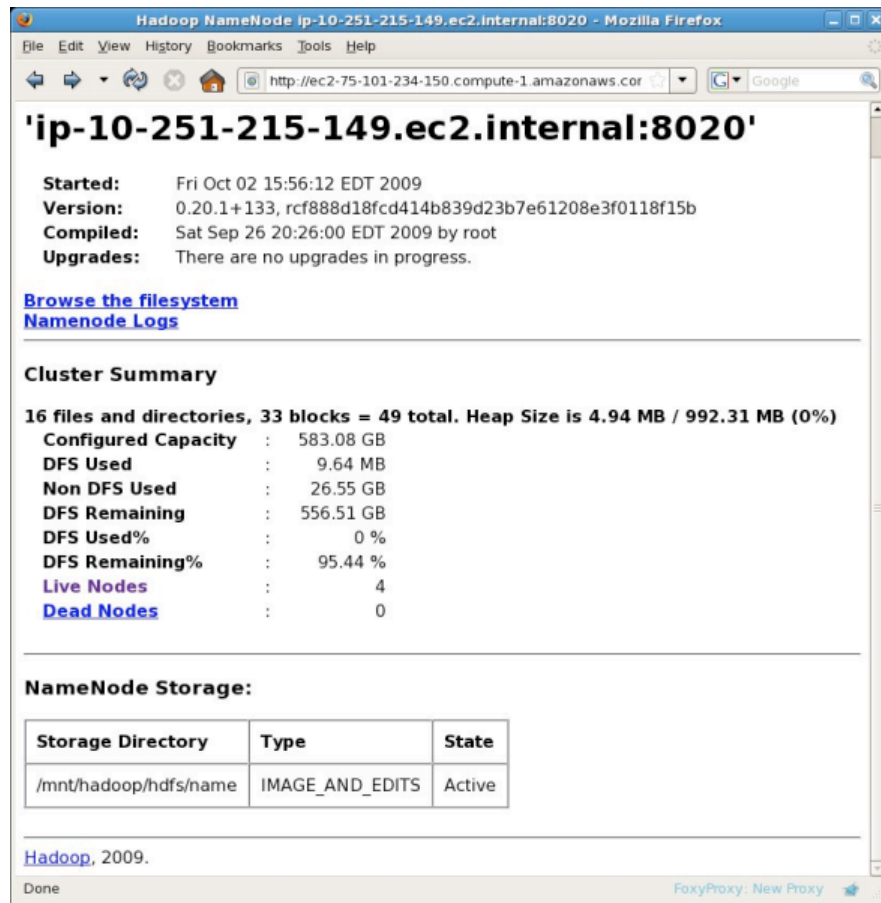 Hadoop NameNode ip-10-251-215-149.ec2.internal:8020 - Mozilla Firefox
File Edit View History Bookmarks Tools Help
http://ec2-75-101-234-150.compute-1.amazonaws.cor G Google
'ip-10-251-215-149.ec2.internal:8020'
Started: Fri Oct 02 15:56:12 EDT 2009
Version: 0.20.1+133, rcf888d18fcd414b839d23b7e61208e3f0118f15b
Compiled: Sat Sep 26 20:26:00 EDT 2009 by root
Upgrades: There are no upgrades in progress.
Browse the filesystem
Namenode Logs
Cluster Summary
16 files and directories, 33 blocks = 49 total. Heap Size is 4.94 MB / 992.31 MB (0%)
Configured Capacity : 583.08 GB
DFS Used : 9.64 MB
Non DFS Used : 26.55 GB
DFS Remaining : 556.51 GB
DFS Used% : 0 %
DFS Remaining% : 95.44 %
Live Nodes : 4
Dead Nodes : 0
NameNode Storage:
Storage Directory Type State
/mnt/hadoop/hdfs/name IMAGE_AND_EDITS Active
Hadoop, 2009.
Done FoxyProxy: New Proxy